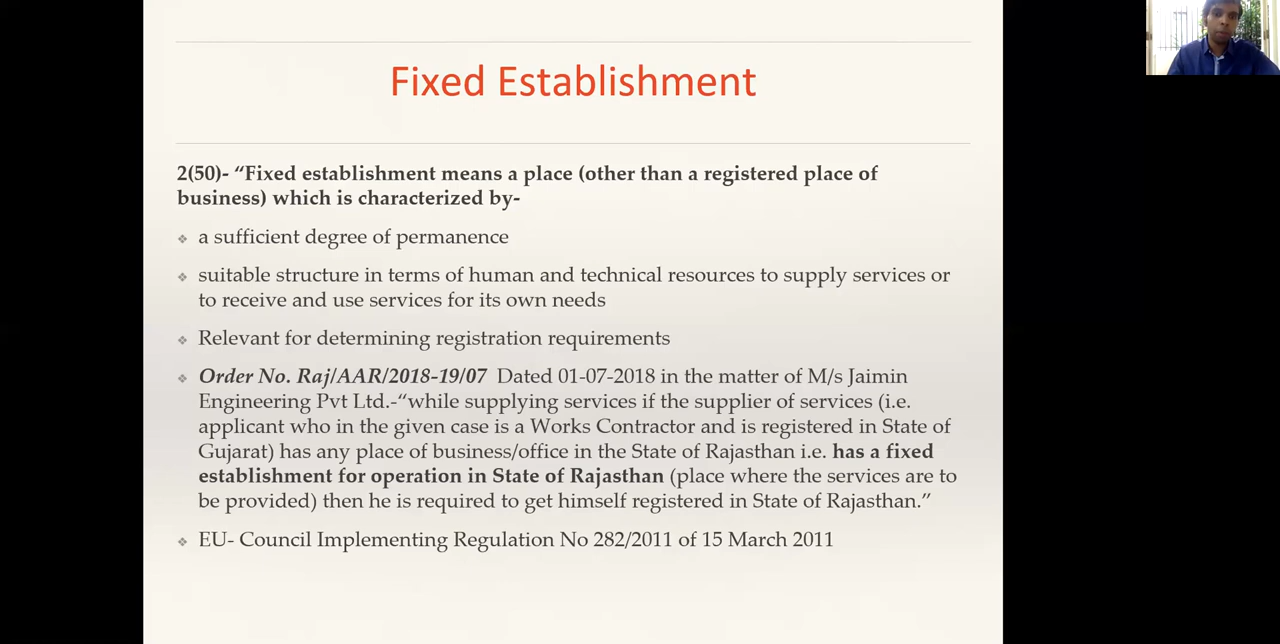 Fixed Establishment
2(50)- “Fixed establishment means a place (other than a registered place of
business) which is characterized by-
❖ a sufficient degree of permanence
❖ suitable structure in terms of human and technical resources to supply services or
to receive and use services for its own needs
❖ Relevant for determining registration requirements
❖ Order No. Raj/AAR/2018-19/07 Dated 01-07-2018 in the matter of M/s Jaimin
Engineering Pvt Ltd.-“while supplying services if the supplier of services (i.e.
applicant who in the given case is a Works Contractor and is registered in State of
Gujarat) has any place of business/office in the State of Rajasthan i.e. has a fixed
establishment for operation in State of Rajasthan (place where the services are to
be provided) then he is required to get himself registered in State of Rajasthan.”
❖ EU- Council Implementing Regulation No 282/2011 of 15 March 2011